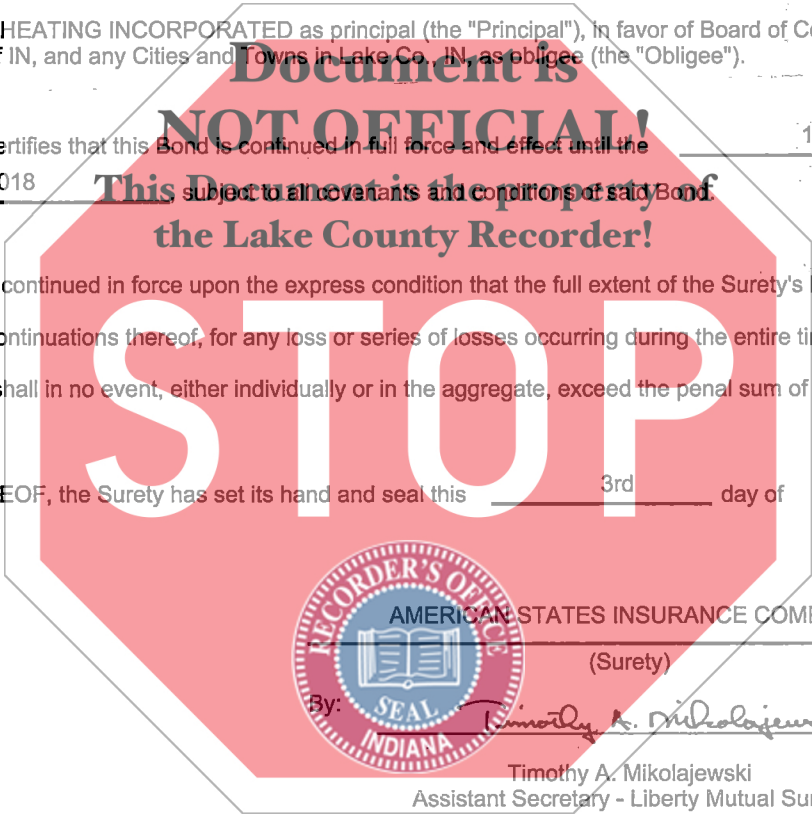 HEATING INCORPORATED as principal (the "Principal"), in favor of Board of Co
IN, and any Cities and Towns in Lake Co., IN, as obligee (the "Obligee").
Document is
NOT OFFICIAL!
ertifies that this Bond is continued in full force and effect until the 1
018 , subject to all covenants and conditions of said Bond.
This Document is the property of
the Lake County Recorder!
continued in force upon the express condition that the full extent of the Surety's
ontinuations thereof, for any loss or series of losses occurring during the entire ti
hall in no event, either individually or in the aggregate, exceed the penal sum of
STOP
EOF, the Surety has set its hand and seal this 3rd day of
RECORDER'S OFFICE
SEAL
INDIANA
AMERICAN STATES INSURANCE COMP
(Surety)
By: Timothy A. Mikolajew
Timothy A. Mikolajewski
Assistant Secretary - Liberty Mutual Su